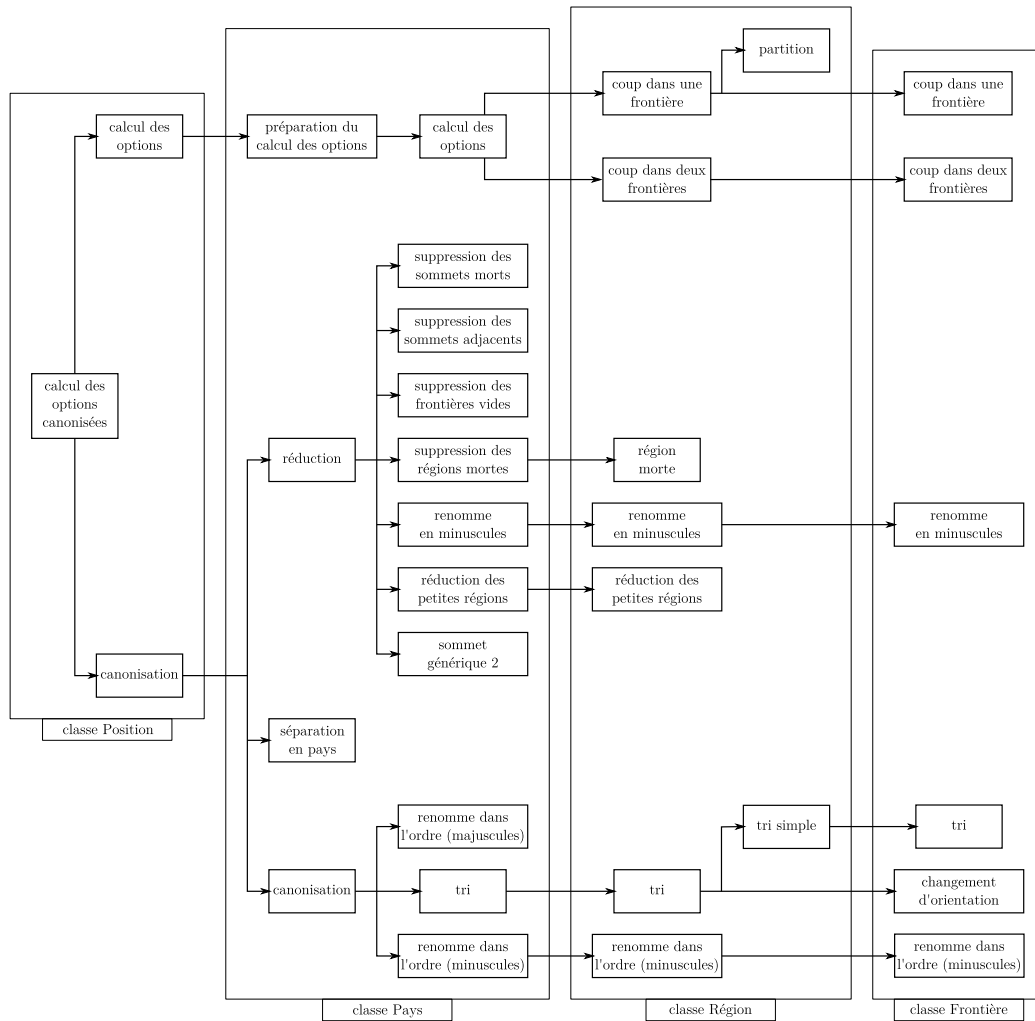 partition
coup dans une
frontière
coup dans une
frontière
calcul des
options
préparation du
calcul des options
calcul des
options
coup dans deux
frontières
coup dans deux
frontières
suppression des
sommets morts
suppression des
sommets adjacents
calcul des
options
canonisées
suppression des
frontières vides
réduction
suppression des
régions mortes
région
morte
renomme
en minuscules
renomme
en minuscules
renomme
en minuscules
réduction des
petites régions
réduction des
petites régions
sommet
générique 2
canonisation
classe Position
séparation
en pays
renomme dans
l'ordre (majuscules)
tri simple
tri
canonisation
tri
tri
changement
d'orientation
renomme dans
l'ordre (minuscules)
renomme dans
l'ordre (minuscules)
renomme dans
l'ordre (minuscules)
classe Pays
classe Région
classe Frontière